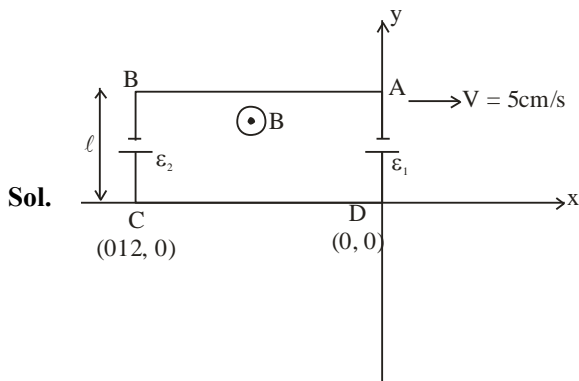 y
B
A
V = 5cm/s
B
ℓ
ε₂
ε₁
Sol.
C
D
x
(012, 0)
(0, 0)